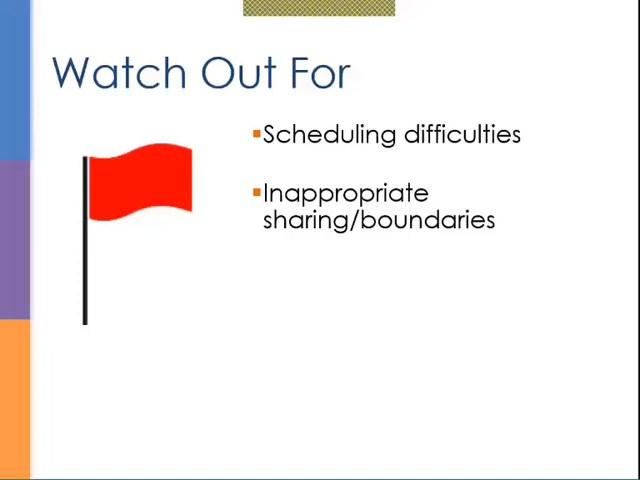 Watch Out For
▪Scheduling difficulties
▪Inappropriate
sharing/boundaries